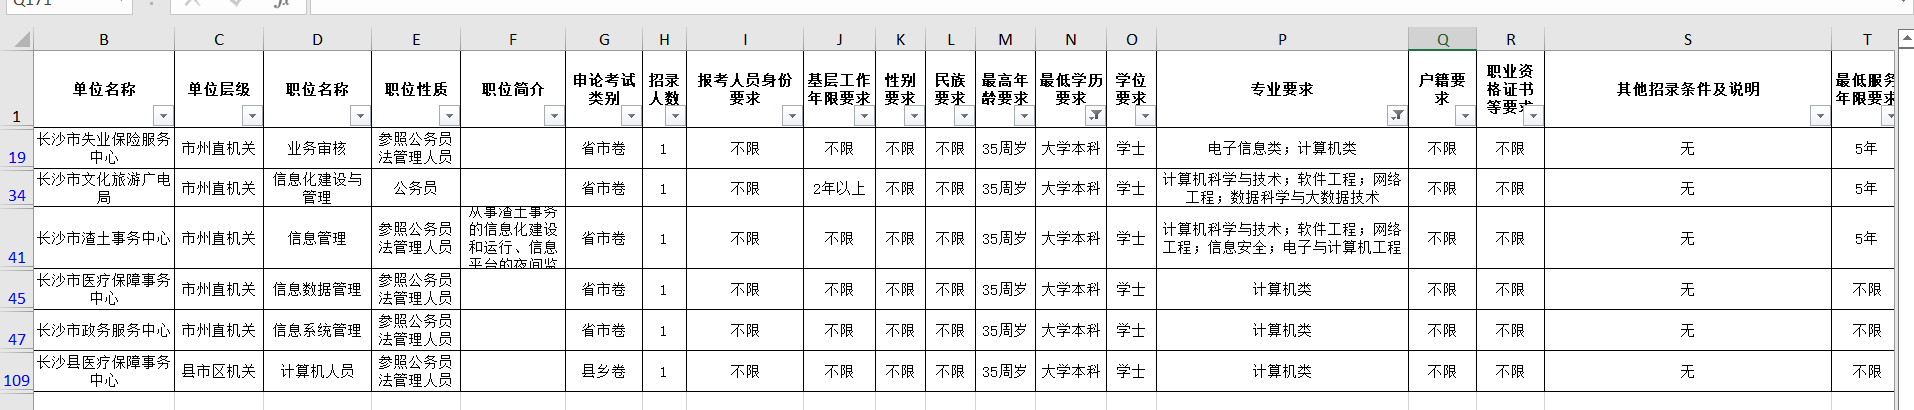 Q171
fx
B C D E F G H I J K L M N O P Q R S T
1 单位名称 单位层级 职位名称 职位性质 职位简介 申论考试类别 招录人数 报考人员身份要求 基层工作年限要求 性别要求 民族要求 最高年龄要求 最低学历要求 学位要求 专业要求 户籍要求 职业资格证书等要求 其他招录条件及说明 最低服务年限要求
19 长沙市失业保险服务中心 市州直机关 业务审核 参照公务员法管理人员 省市卷 1 不限 不限 不限 不限 35周岁 大学本科 学士 电子信息类；计算机类 不限 不限 无 5年
34 长沙市文化旅游广电局 市州直机关 信息化建设与管理 公务员 省市卷 1 不限 2年以上 不限 不限 35周岁 大学本科 学士 计算机科学与技术；软件工程；网络工程；数据科学与大数据技术 不限 不限 无 5年
41 长沙市渣土事务中心 市州直机关 信息管理 参照公务员法管理人员 从事渣土事务的信息化建设和运行、信息平台的夜间监 省市卷 1 不限 不限 不限 不限 35周岁 大学本科 学士 计算机科学与技术；软件工程；网络工程；信息安全；电子与计算机工程 不限 不限 无 5年
45 长沙市医疗保障事务中心 市州直机关 信息数据管理 参照公务员法管理人员 省市卷 1 不限 不限 不限 不限 35周岁 大学本科 学士 计算机类 不限 不限 无 不限
47 长沙市政务服务中心 市州直机关 信息系统管理 参照公务员法管理人员 省市卷 1 不限 不限 不限 不限 35周岁 大学本科 学士 计算机类 不限 不限 无 不限
109 长沙县医疗保障事务中心 县市区机关 计算机人员 参照公务员法管理人员 县乡卷 1 不限 不限 不限 不限 35周岁 大学本科 学士 计算机类 不限 不限 无 不限